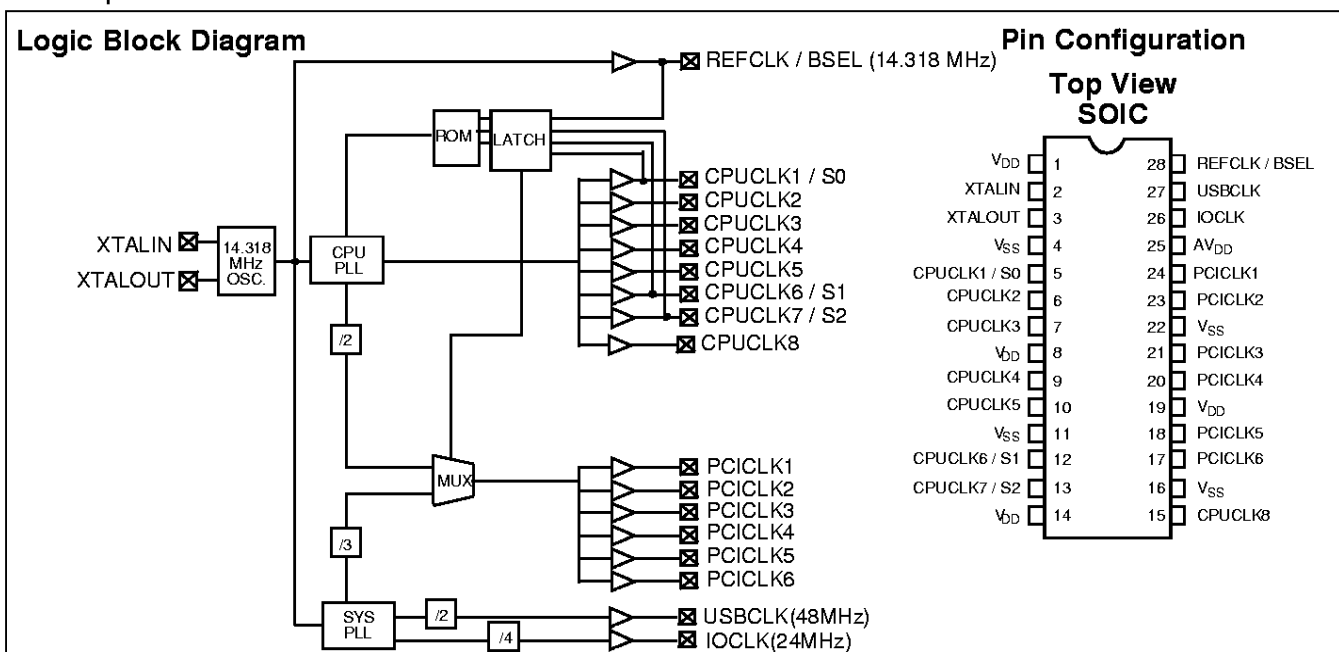 Logic Block Diagram
REFCLK / BSEL (14.318 MHz)
ROM
LATCH
CPUCLK1 / S0
CPUCLK2
CPUCLK3
CPUCLK4
CPUCLK5
CPUCLK6 / S1
CPUCLK7 / S2
CPUCLK8
XTALIN
XTALOUT
14.318
MHz
OSC.
CPU
PLL
/2
MUX
PCICLK1
PCICLK2
PCICLK3
PCICLK4
PCICLK5
PCICLK6
/3
SYS
PLL
/2
/4
USBCLK(48MHz)
IOCLK(24MHz)
Pin Configuration
Top View
SOIC
VDD 1 28 REFCLK / BSEL
XTALIN 2 27 USBCLK
XTALOUT 3 26 IOCLK
VSS 4 25 AVDD
CPUCLK1 / S0 5 24 PCICLK1
CPUCLK2 6 23 PCICLK2
CPUCLK3 7 22 VSS
VDD 8 21 PCICLK3
CPUCLK4 9 20 PCICLK4
CPUCLK5 10 19 VDD
VSS 11 18 PCICLK5
CPUCLK6 / S1 12 17 PCICLK6
CPUCLK7 / S2 13 16 VSS
VDD 14 15 CPUCLK8